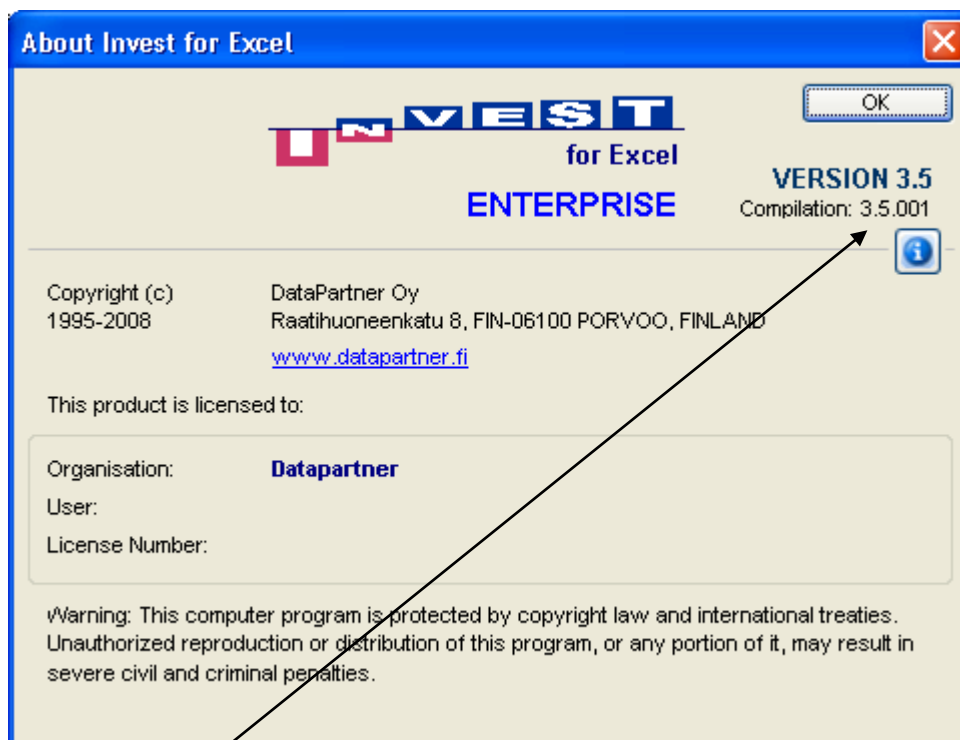 About Invest for Excel
OK
INVEST
for Excel
ENTERPRISE
VERSION 3.5
Compilation: 3.5.001
Copyright (c)
1995-2008
DataPartner Oy
Raatihuoneenkatu 8, FIN-06100 PORVOO, FINLAND
www.datapartner.fi
This product is licensed to:
Organisation: Datapartner
User:
License Number:
Warning: This computer program is protected by copyright law and international treaties.
Unauthorized reproduction or distribution of this program, or any portion of it, may result in
severe civil and criminal penalties.